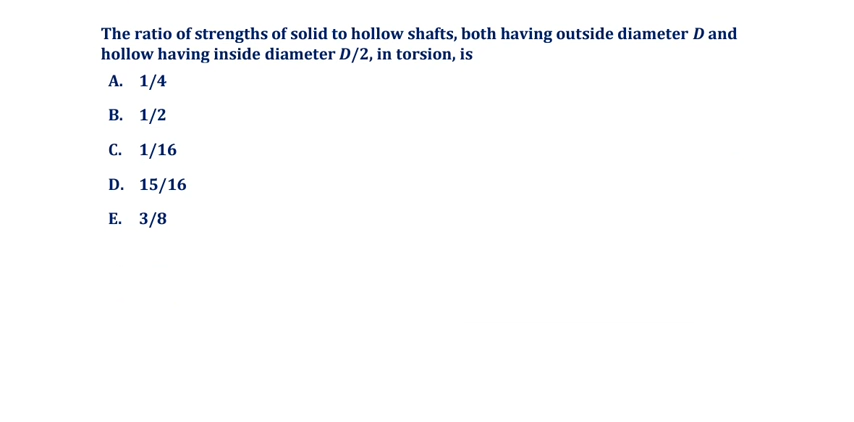 The ratio of strengths of solid to hollow shafts, both having outside diameter D and
hollow having inside diameter D/2, in torsion, is
A. 1/4
B. 1/2
C. 1/16
D. 15/16
E. 3/8